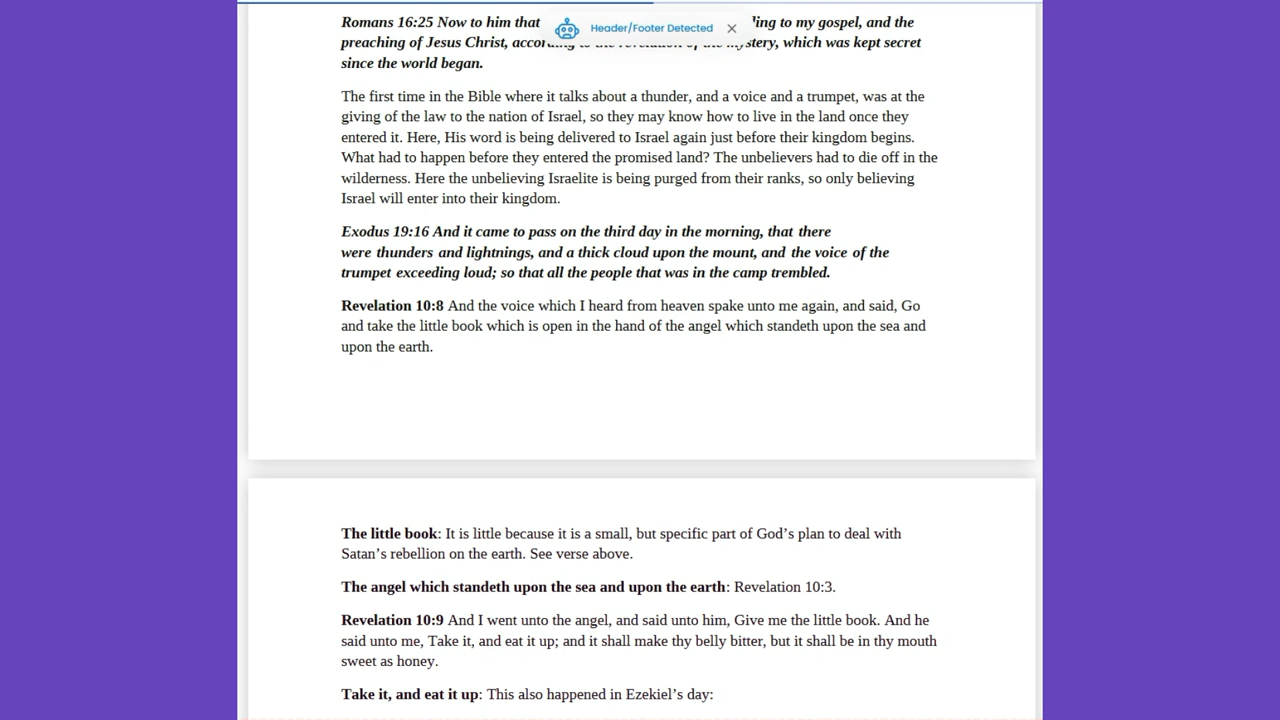 Romans 16:25 Now to him that
Header/Footer Detected
ding to my gospel, and the
preaching of Jesus Christ, according to the revelation of the mystery, which was kept secret
since the world began.
The first time in the Bible where it talks about a thunder, and a voice and a trumpet, was at the
giving of the law to the nation of Israel, so they may know how to live in the land once they
entered it. Here, His word is being delivered to Israel again just before their kingdom begins.
What had to happen before they entered the promised land? The unbelievers had to die off in the
wilderness. Here the unbelieving Israelite is being purged from their ranks, so only believing
Israel will enter into their kingdom.
Exodus 19:16 And it came to pass on the third day in the morning, that there
were thunders and lightnings, and a thick cloud upon the mount, and the voice of the
trumpet exceeding loud; so that all the people that was in the camp trembled.
Revelation 10:8 And the voice which I heard from heaven spake unto me again, and said, Go
and take the little book which is open in the hand of the angel which standeth upon the sea and
upon the earth.
The little book: It is little because it is a small, but specific part of God’s plan to deal with
Satan’s rebellion on the earth. See verse above.
The angel which standeth upon the sea and upon the earth: Revelation 10:3.
Revelation 10:9 And I went unto the angel, and said unto him, Give me the little book. And he
said unto me, Take it, and eat it up; and it shall make thy belly bitter, but it shall be in thy mouth
sweet as honey.
Take it, and eat it up: This also happened in Ezekiel’s day: